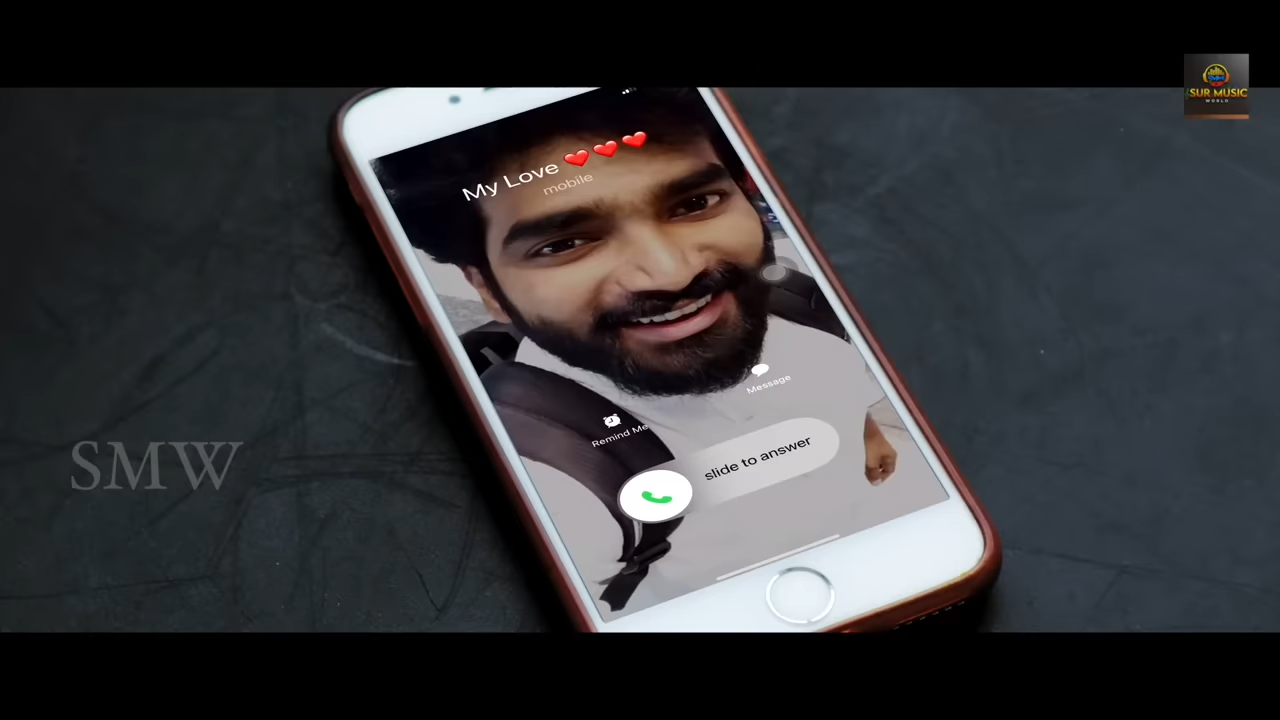 SUR MUSIC
WORLD
My Love ❤️❤️❤️
mobile
Message
Remind Me
slide to answer
SMW